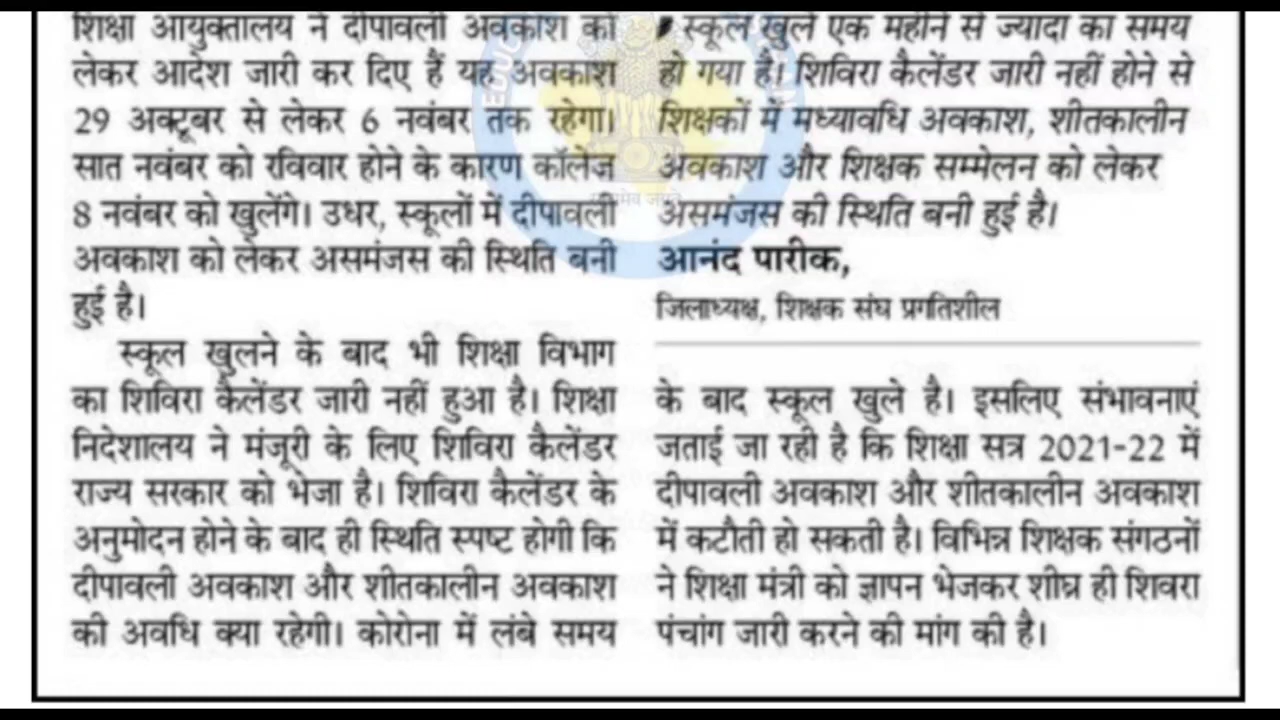 शिक्षा आयुक्तालय ने दीपावली अवकाश को
लेकर आदेश जारी कर दिए हैं यह अवकाश
29 अक्टूबर से लेकर 6 नवंबर तक रहेगा।
सात नवंबर को रविवार होने के कारण कॉलेज
8 नवंबर को खुलेंगे। उधर, स्कूलों में दीपावली
अवकाश को लेकर असमंजस की स्थिति बनी
हुई है।
स्कूल खुलने के बाद भी शिक्षा विभाग
का शिविरा कैलेंडर जारी नहीं हुआ है। शिक्षा
निदेशालय ने मंजूरी के लिए शिविरा कैलेंडर
राज्य सरकार को भेजा है। शिविरा कैलेंडर के
अनुमोदन होने के बाद ही स्थिति स्पष्ट होगी कि
दीपावली अवकाश और शीतकालीन अवकाश
की अवधि क्या रहेगी। कोरोना में लंबे समय
स्कूल खुले एक महीने से ज्यादा का समय
हो गया है। शिविरा कैलेंडर जारी नहीं होने से
शिक्षकों में मध्यावधि अवकाश, शीतकालीन
अवकाश और शिक्षक सम्मेलन को लेकर
असमंजस की स्थिति बनी हुई है।
आनंद पारीक,
जिलाध्यक्ष, शिक्षक संघ प्रगतिशील
के बाद स्कूल खुले है। इसलिए संभावनाएं
जताई जा रही है कि शिक्षा सत्र 2021-22 में
दीपावली अवकाश और शीतकालीन अवकाश
में कटौती हो सकती है। विभिन्न शिक्षक संगठनों
ने शिक्षा मंत्री को ज्ञापन भेजकर शीघ्र ही शिवरा
पंचांग जारी करने की मांग की है।